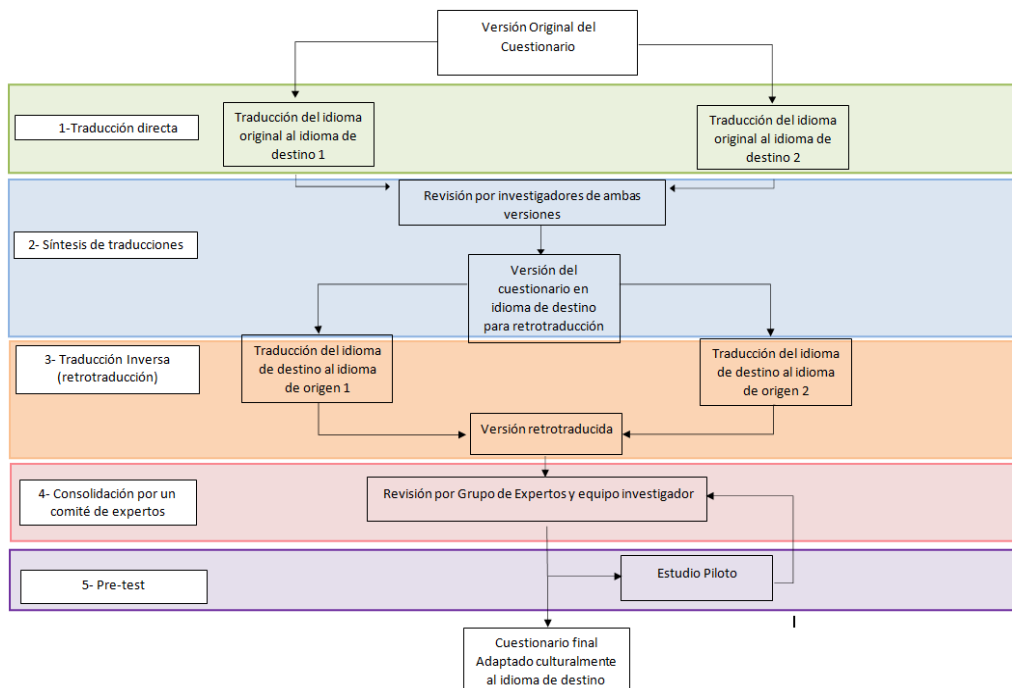 Versión Original del
Cuestionario
1-Traducción directa
Traducción del idioma
original al idioma de
destino 1
Traducción del idioma
original al idioma de
destino 2
Revisión por investigadores de ambas
versiones
2- Síntesis de traducciones
Versión del
cuestionario en
idioma de destino
para retrotraducción
3- Traducción Inversa
(retrotraducción)
Traducción del idioma
de destino al idioma
de origen 1
Traducción del idioma
de destino al idioma
de origen 2
Versión retrotraducida
4- Consolidación por un
comité de expertos
Revisión por Grupo de Expertos y equipo investigador
5- Pre-test
Estudio Piloto
Cuestionario final
Adaptado culturalmente
al idioma de destino